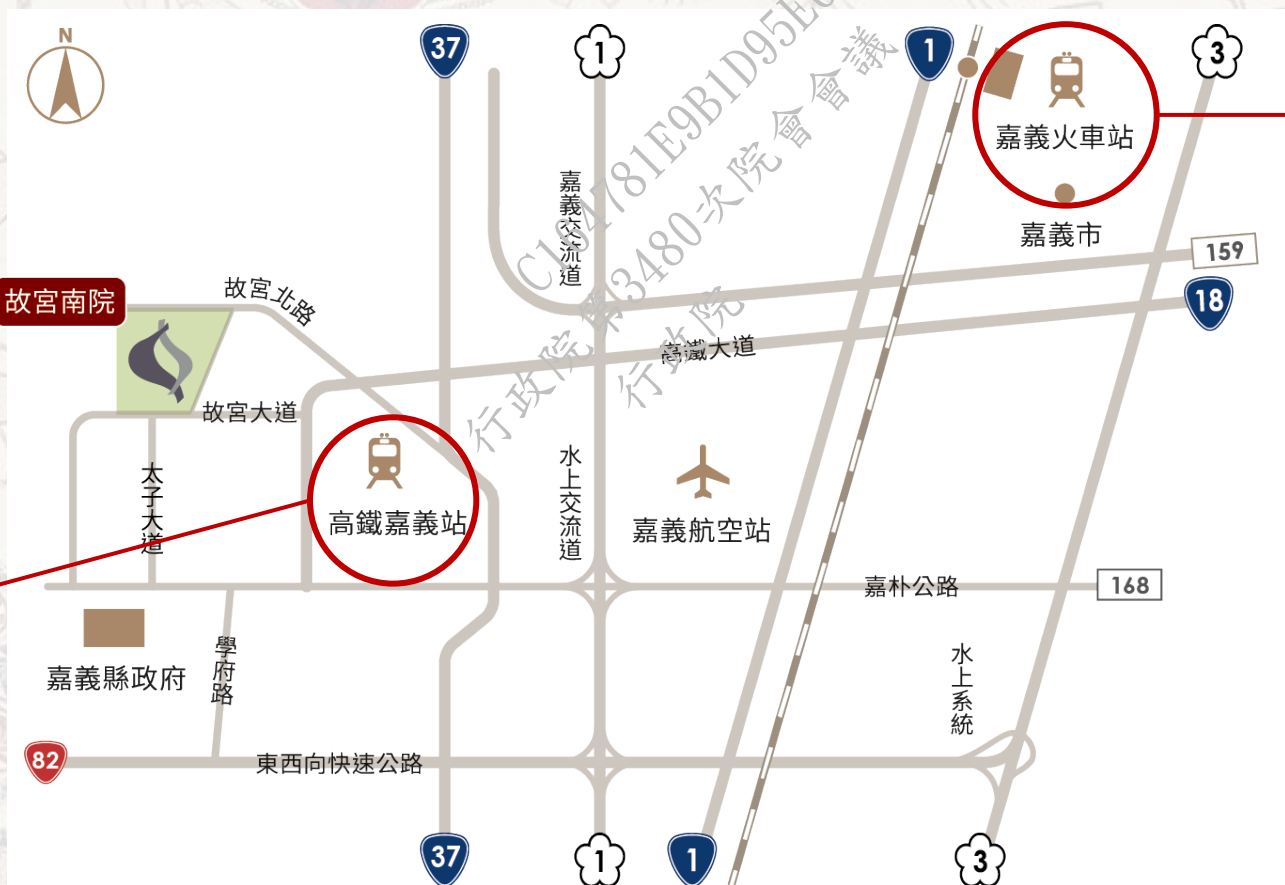 N
37
1
1
3
嘉義火車站
嘉義市
嘉義交流道
159
18
故宮南院
故宮北路
高鐵大道
故宮大道
太子大道
高鐵嘉義站
水上交流道
嘉義航空站
嘉朴公路
168
嘉義縣政府
學府路
水上系統
82
東西向快速公路
37
1
1
3
行政院第3480次院會會議
行政院